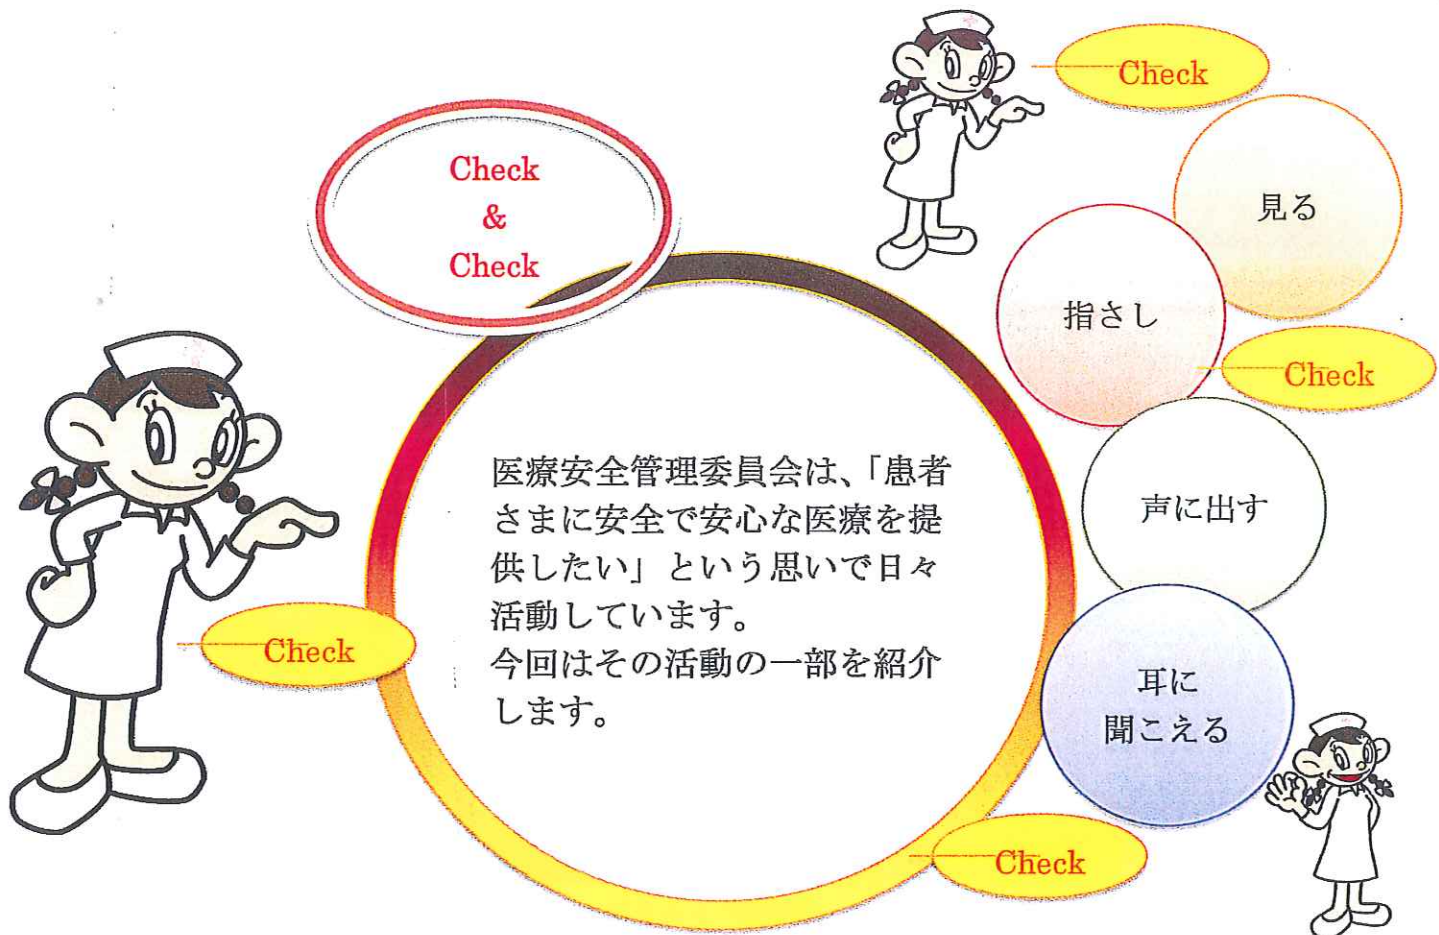 Check
&
Check
医療安全管理委員会は、「患者
さまに安全で安心な医療を提
供したい」という思いで日々
活動しています。
今回はその活動の一部を紹介
します。
Check
Check
見る
指さし
Check
声に出す
耳に
聞こえる
Check